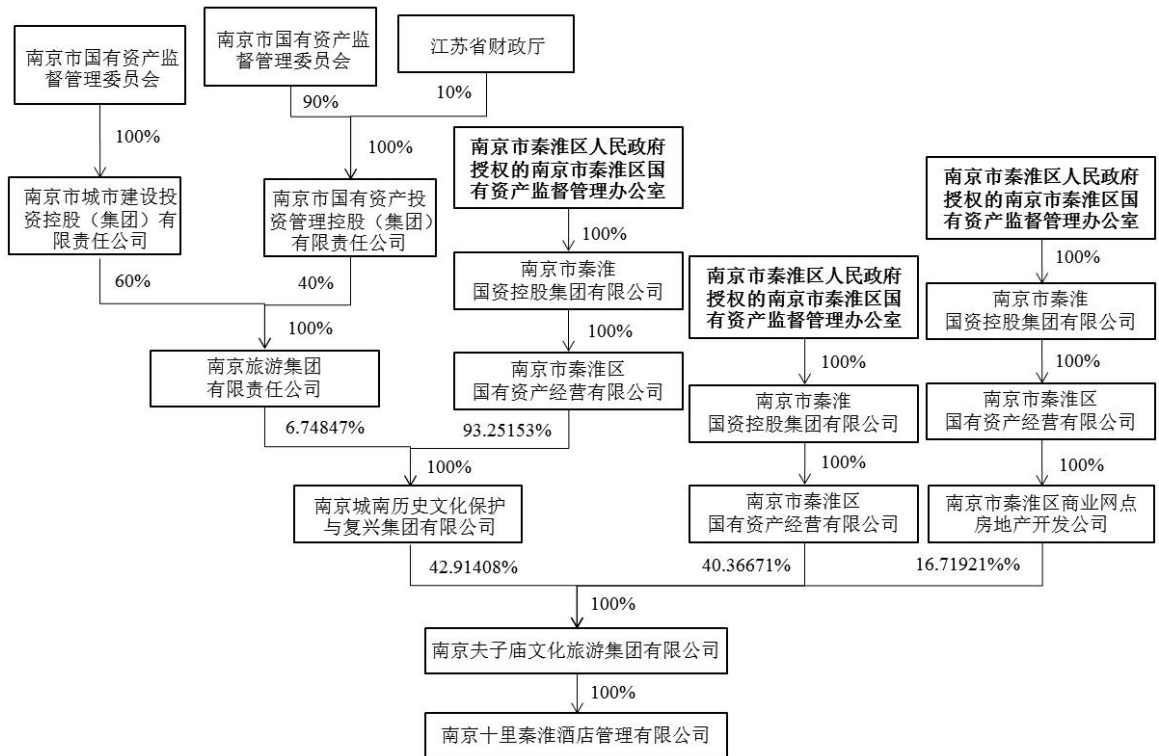 南京市国有资产监
督管理委员会
南京市国有资产监
督管理委员会
江苏省财政厅
90%
10%
100%
100%
南京市城市建设投
资控股（集团）有
限责任公司
南京市国有资产投
资管理控股（集团）
有限责任公司
南京市秦淮区人民政府
授权的南京市秦淮区国
有资产监督管理办公室
南京市秦淮区人民政府
授权的南京市秦淮区国
有资产监督管理办公室
100%
100%
60%
40%
南京市秦淮
国资控股集团有限公司
南京市秦淮区人民政府
授权的南京市秦淮区国
有资产监督管理办公室
南京市秦淮
国资控股集团有限公司
100%
100%
100%
100%
南京旅游集团
有限责任公司
南京市秦淮区
国有资产经营有限公司
南京市秦淮
国资控股集团有限公司
南京市秦淮区
国有资产经营有限公司
6.74847%
93.25153%
100%
100%
100%
南京城南历史文化保护
与复兴集团有限公司
南京市秦淮区
国有资产经营有限公司
南京市秦淮区商业网点
房地产开发公司
42.91408%
40.36671%
16.71921%%
100%
南京夫子庙文化旅游集团有限公司
100%
南京十里秦淮酒店管理有限公司